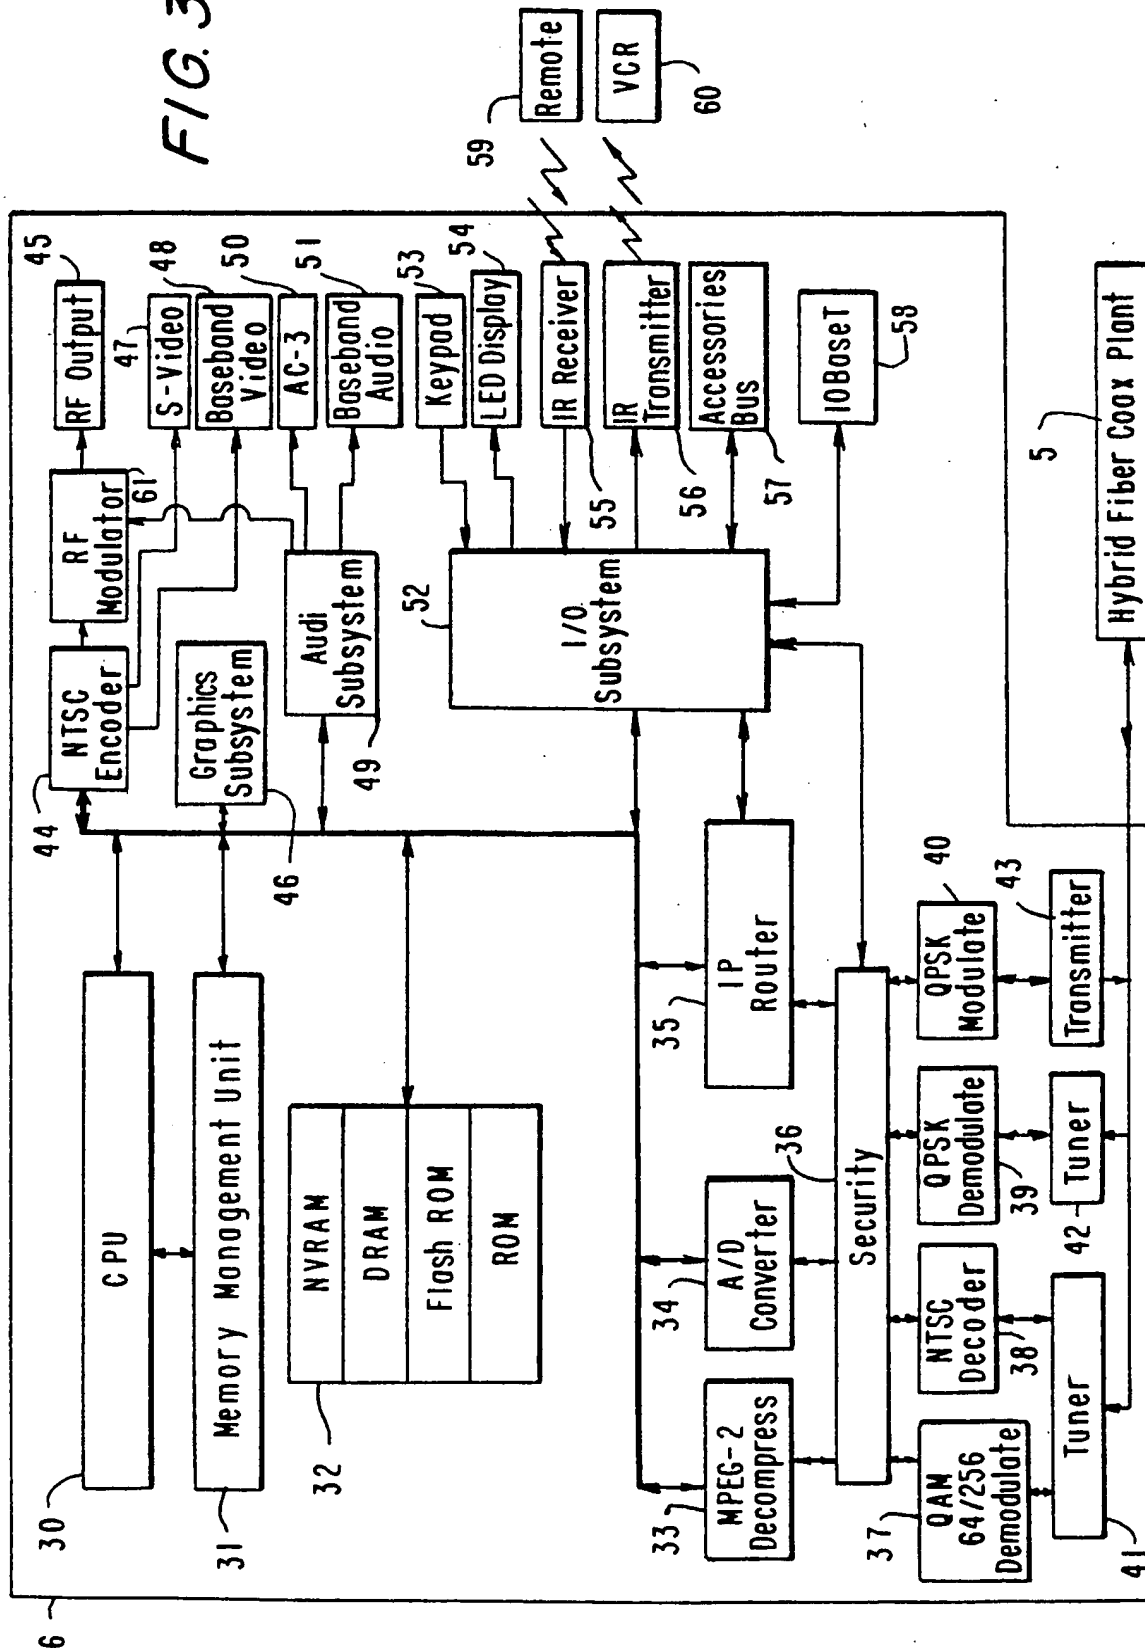 FIG. 3
6
30
CPU
31
Memory Management Unit
32
NVRAM
DRAM
Flash ROM
ROM
44
NTSC
Encoder
RF
Modulator
61
RF Output
45
47
S-Video
48
Baseband
Video
50
AC-3
51
Baseband
Audio
Graphics
Subsystem
46
Audi
Subsystem
49
53
Keypad
54
LED Display
52
I/O
Subsystem
IR Receiver
55
IR
Transmitter
56
Accessories
Bus
57
10BaseT
58
59
Remote
VCR
60
33
MPEG-2
Decompress
34
A/D
Converter
35
IP
Router
36
Security
37
QAM
64/256
Demodulate
NTSC
Decoder
38
QPSK
Demodulate
39
QPSK
Modulate
40
Tuner
41
Tuner
42
Transmitter
43
5
Hybrid Fiber Coax Plant